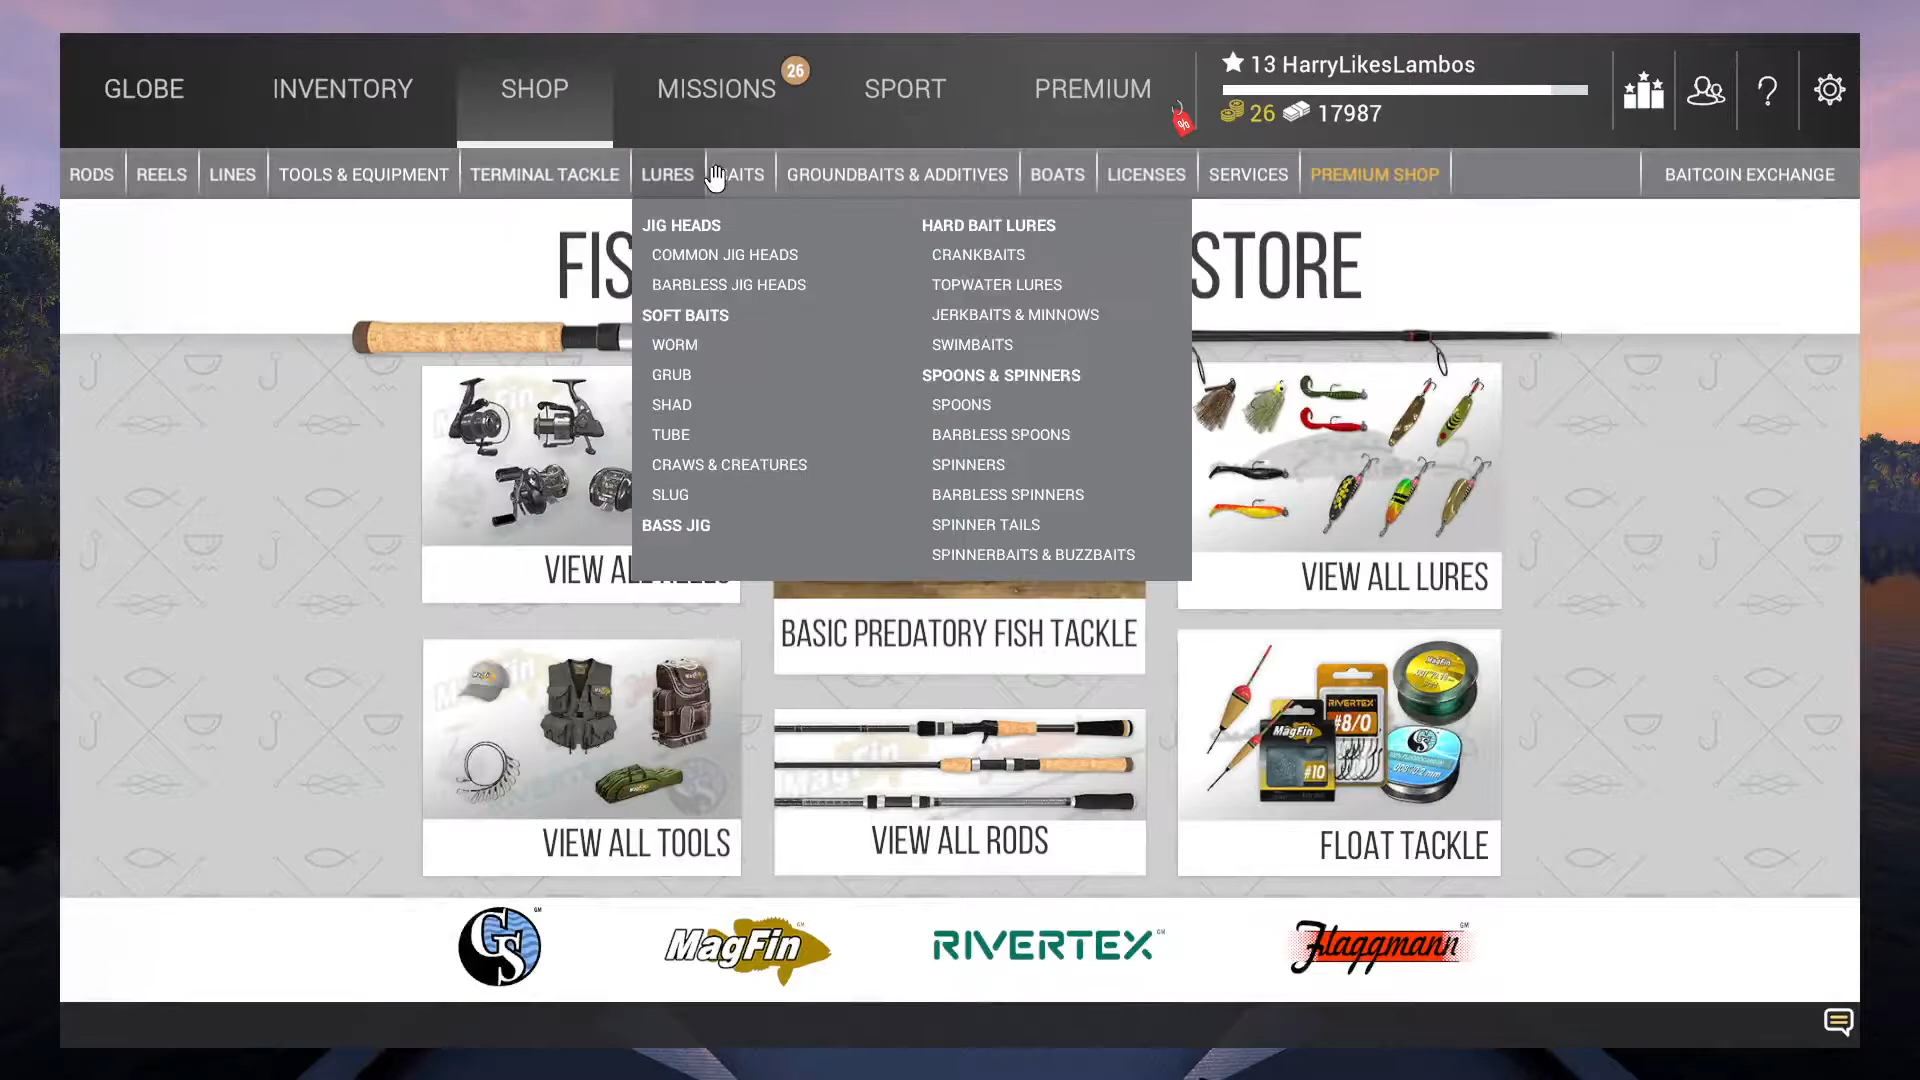 GLOBE
INVENTORY
SHOP
MISSIONS
26
SPORT
PREMIUM
%
13 HarryLikesLambos
26 17987
?
RODS
REELS
LINES
TOOLS & EQUIPMENT
TERMINAL TACKLE
LURES
AITS
GROUNDBAITS & ADDITIVES
BOATS
LICENSES
SERVICES
PREMIUM SHOP
BAITCOIN EXCHANGE
JIG HEADS
COMMON JIG HEADS
BARBLESS JIG HEADS
SOFT BAITS
WORM
GRUB
SHAD
TUBE
CRAWS & CREATURES
SLUG
BASS JIG
HARD BAIT LURES
CRANKBAITS
TOPWATER LURES
JERKBAITS & MINNOWS
SWIMBAITS
SPOONS & SPINNERS
SPOONS
BARBLESS SPOONS
SPINNERS
BARBLESS SPINNERS
SPINNER TAILS
SPINNERBAITS & BUZZBAITS
FIS STORE
VIEW ALL REELS
BASIC PREDATORY FISH TACKLE
VIEW ALL LURES
VIEW ALL TOOLS
VIEW ALL RODS
MagFin
RIVERTEX
#8/0
MagFin
#10
FLOAT TACKLE
GS
MagFin
RIVERTEX
Flaggmann